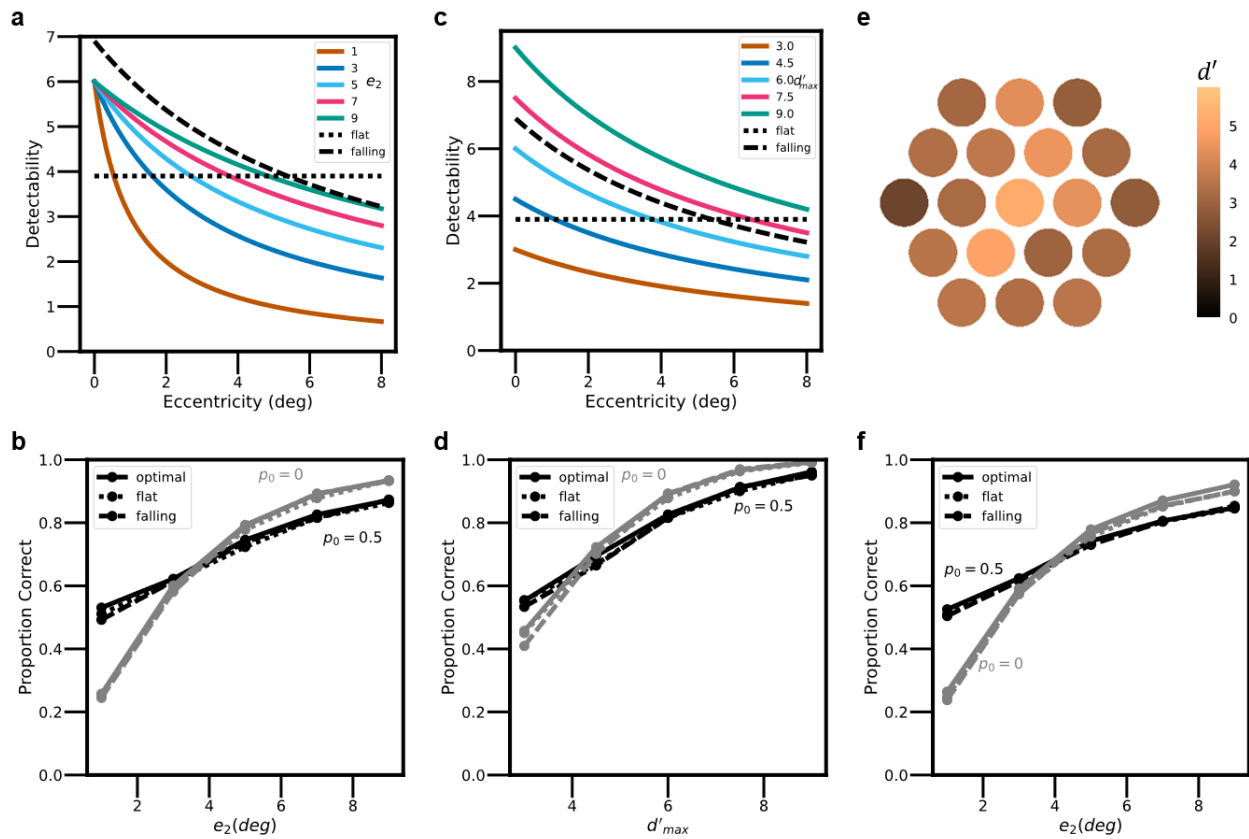 a
7
6
5
4
3
2
1
0
Detectability
1
3
5
7
9
flat
falling
e₂
0 2 4 6 8
Eccentricity (deg)
c
8
6
4
2
0
Detectability
3.0
4.5
6.0
7.5
9.0
flat
falling
d'max
0 2 4 6 8
Eccentricity (deg)
e
d'
5
4
3
2
1
0
b
1.0
0.8
0.6
0.4
0.2
0.0
Proportion Correct
optimal
flat
falling
p₀ = 0
p₀ = 0.5
2 4 6 8
e₂(deg)
d
1.0
0.8
0.6
0.4
0.2
0.0
Proportion Correct
optimal
flat
falling
p₀ = 0
p₀ = 0.5
4 6 8
d'max
f
1.0
0.8
0.6
0.4
0.2
0.0
Proportion Correct
optimal
flat
falling
p₀ = 0.5
p₀ = 0
2 4 6 8
e₂(deg)